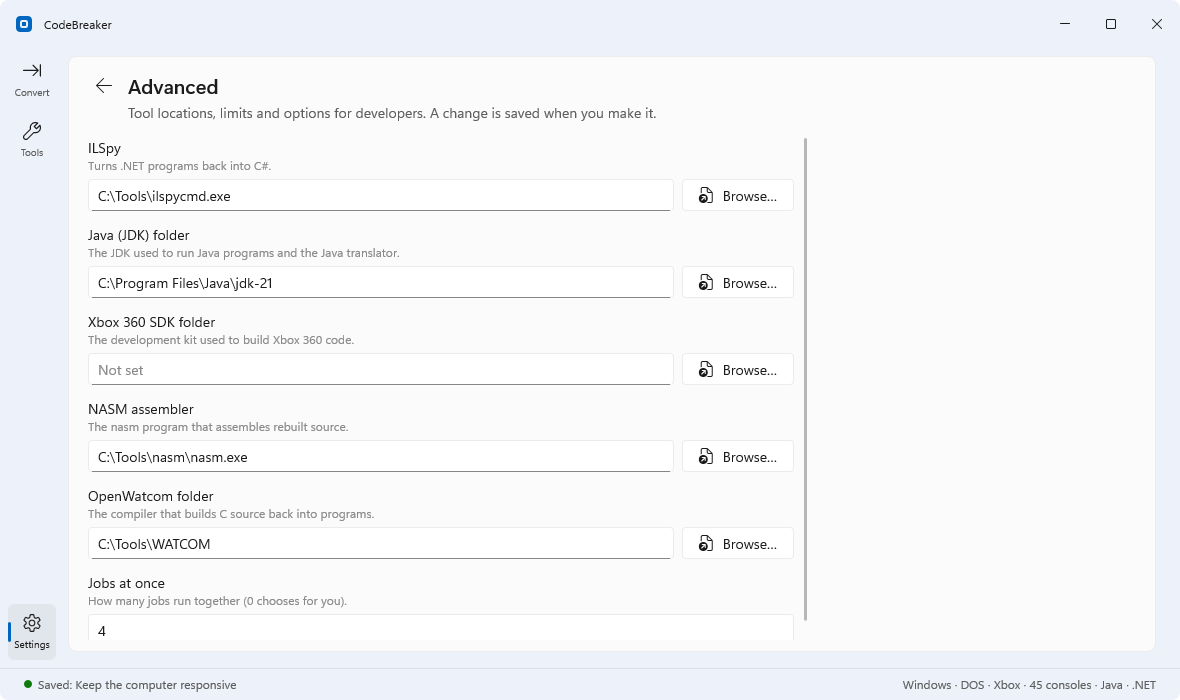 CodeBreaker
Convert
Tools
Advanced
Tool locations, limits and options for developers. A change is saved when you make it.
ILSpy
Turns .NET programs back into C#.
C:\Tools\ilspycmd.exe
Browse...
Java (JDK) folder
The JDK used to run Java programs and the Java translator.
C:\Program Files\Java\jdk-21
Browse...
Xbox 360 SDK folder
The development kit used to build Xbox 360 code.
Not set
Browse...
NASM assembler
The nasm program that assembles rebuilt source.
C:\Tools\nasm\nasm.exe
Browse...
OpenWatcom folder
The compiler that builds C source back into programs.
C:\Tools\WATCOM
Browse...
Jobs at once
How many jobs run together (0 chooses for you).
4
Settings
Saved: Keep the computer responsive
Windows · DOS · Xbox · 45 consoles · Java · .NET